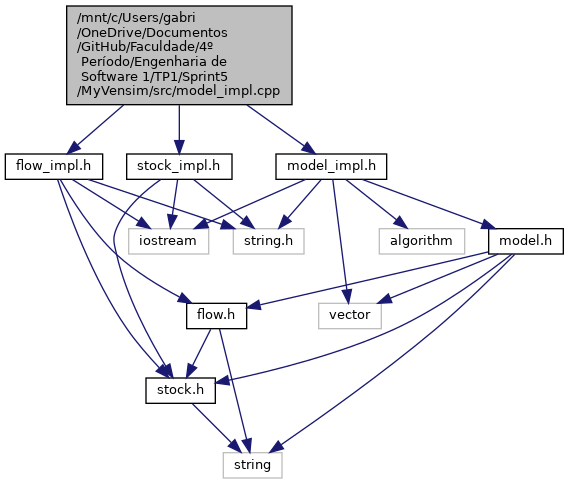 /mnt/c/Users/gabri
/OneDrive/Documentos
/GitHub/Faculdade/4º
Período/Engenharia de
Software 1/TP1/Sprint5
/MyVensim/src/model_impl.cpp
flow_impl.h
stock_impl.h
model_impl.h
iostream
string.h
algorithm
model.h
flow.h
vector
stock.h
string